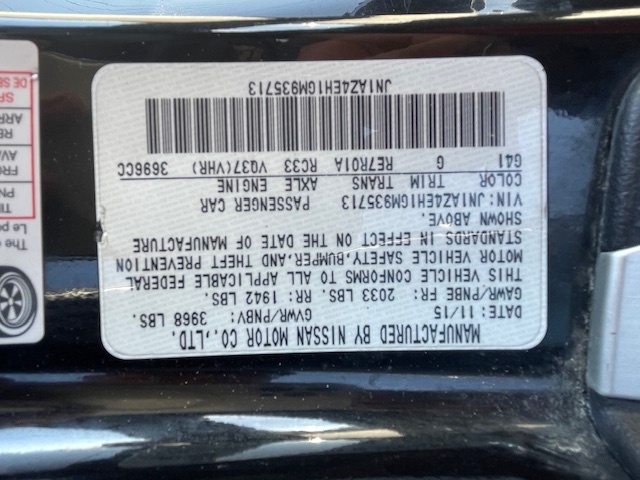 MANUFACTURED BY NISSAN MOTOR CO.,LTD.
DATE: 11/15 GVWR/PNBV: 3968 LBS.
GAWR/PNBE FR: 2033 LBS. RR: 1942 LBS.
THIS VEHICLE CONFORMS TO ALL APPLICABLE FEDERAL
MOTOR VEHICLE SAFETY,BUMPER,AND THEFT PREVENTION
STANDARDS IN EFFECT ON THE DATE OF MANUFACTURE
SHOWN ABOVE.
VIN: JN1AZ4EH1GM935713 PASSENGER CAR
COLOR TRIM TRANS AXLE ENGINE
G41 G RE7R01A RC33 VQ37(VHR) 3696CC
JN1AZ4EH1GM935713
The
Le p